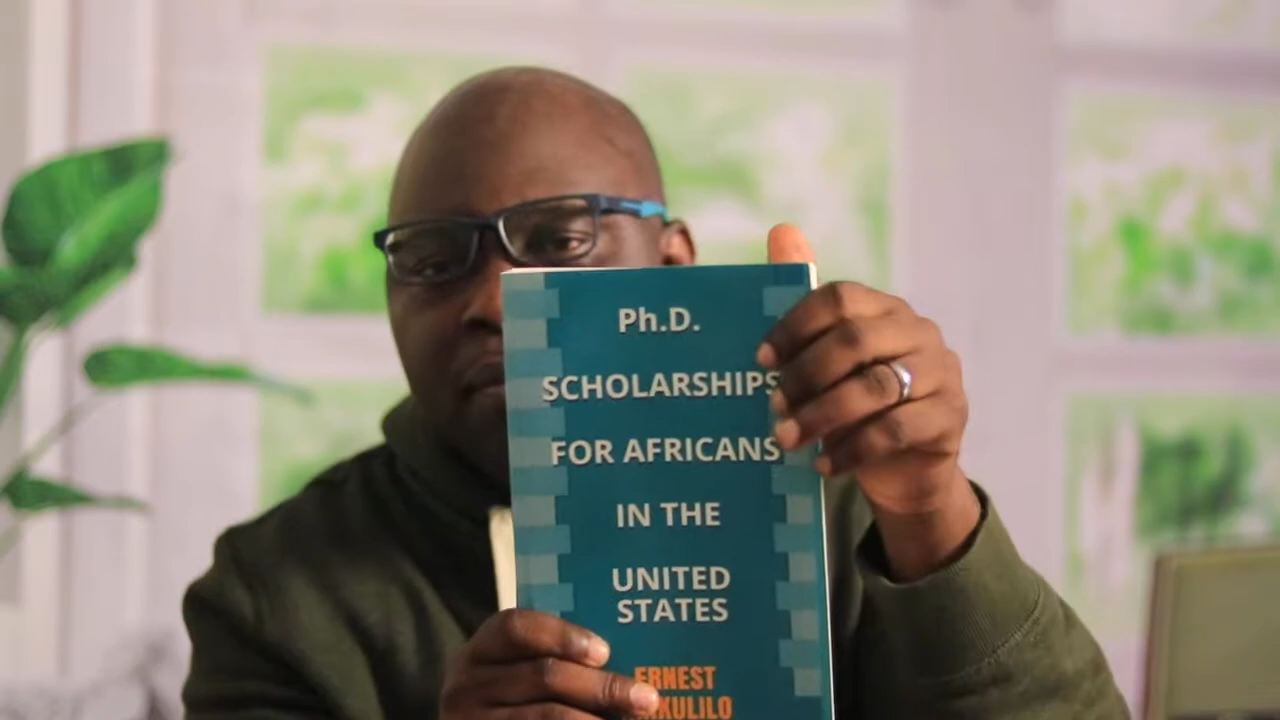 Ph.D.
SCHOLARSHIPS
FOR AFRICANS
IN THE
UNITED
STATES
ERNEST